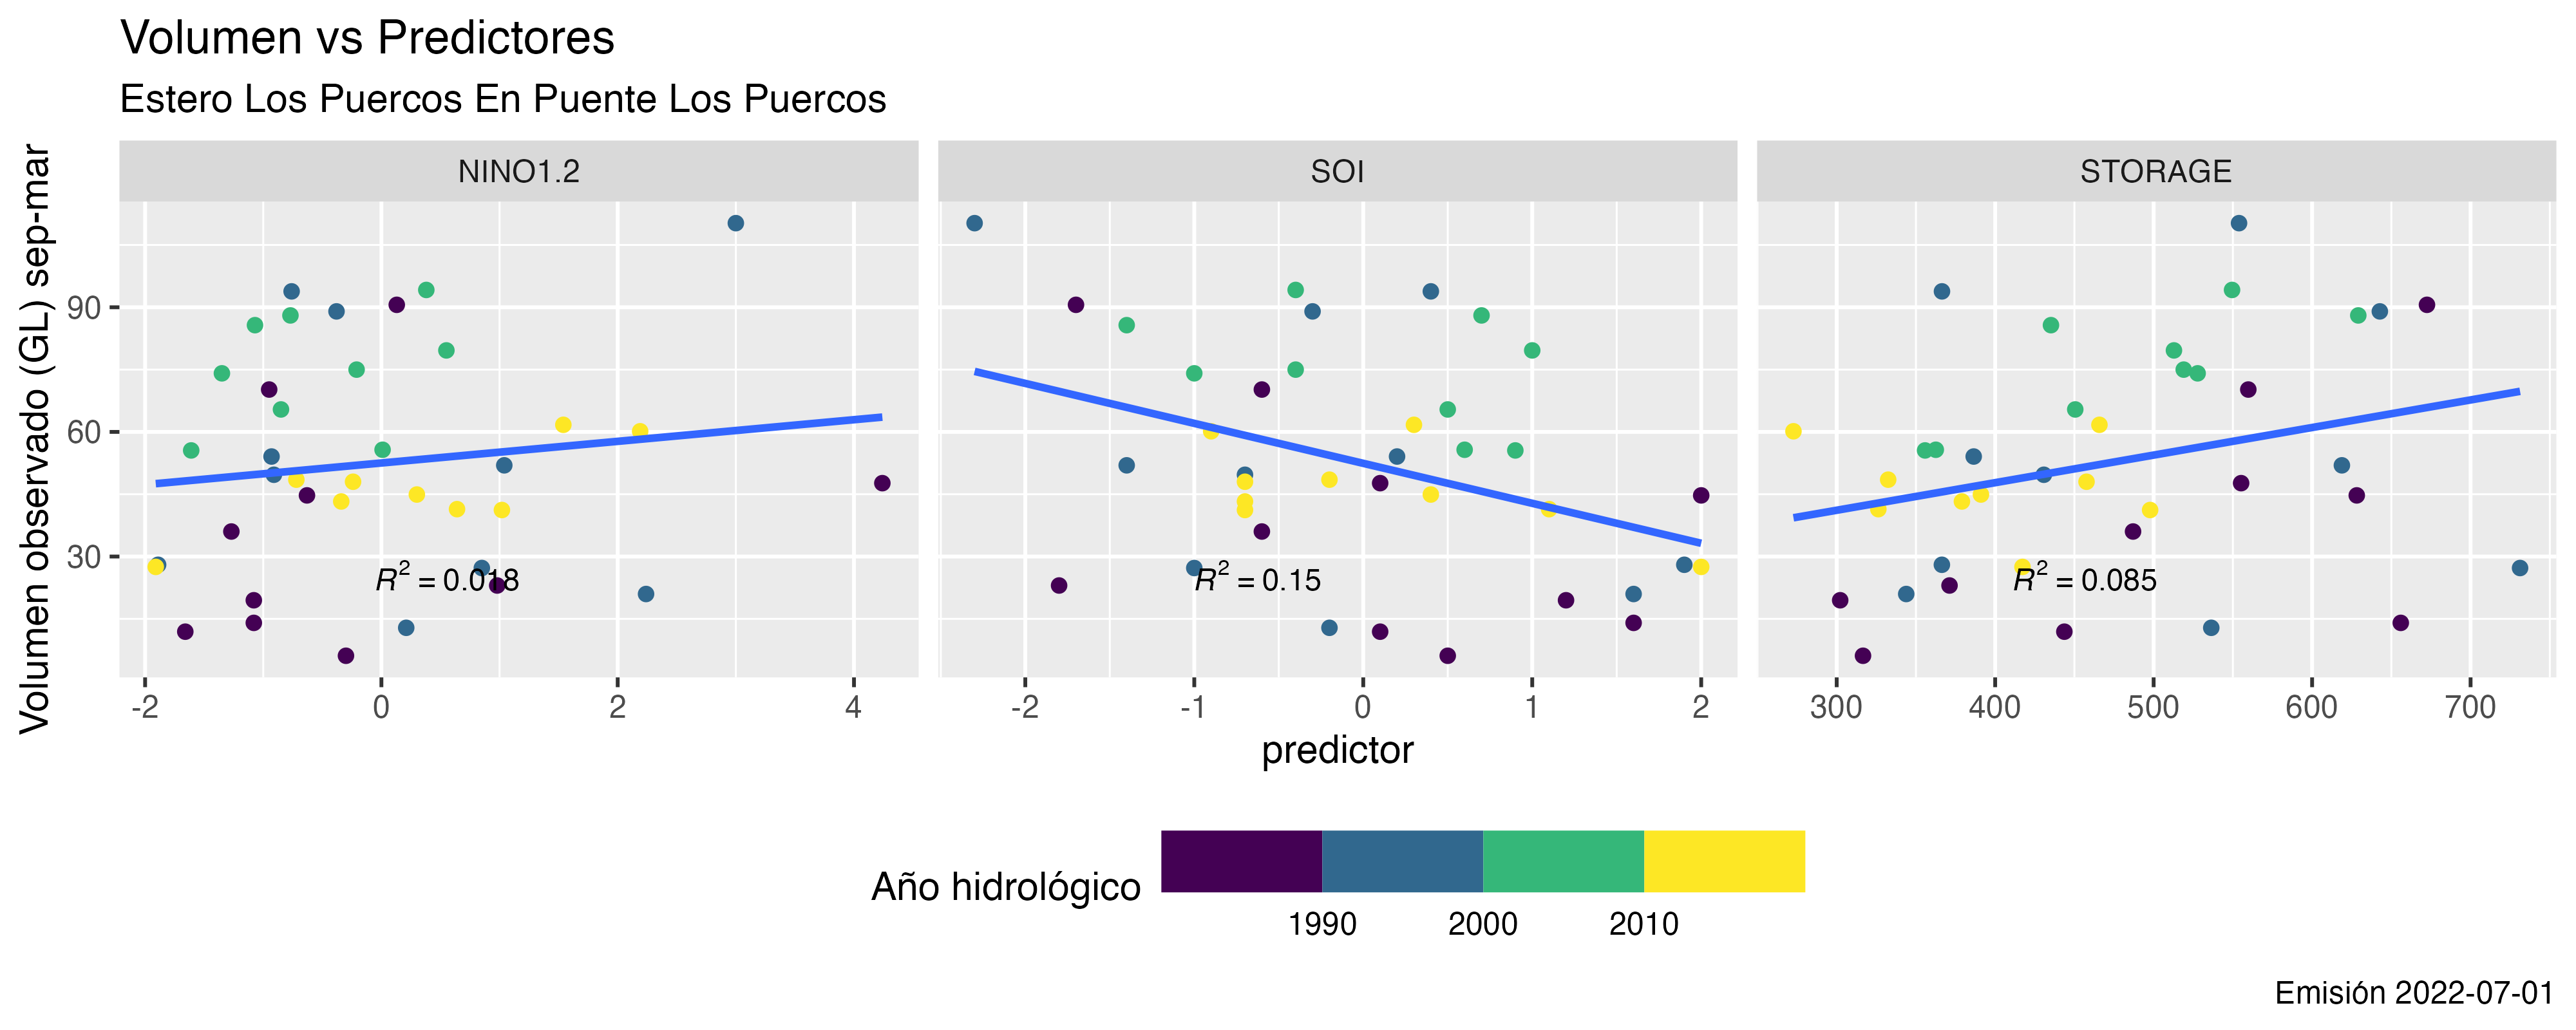 Volumen vs Predictores
Estero Los Puercos En Puente Los Puercos
NINO1.2 SOI STORAGE
Volumen observado (GL) sep-mar
90
60
30
R² = 0.018 R² = 0.15 R² = 0.085
-2 0 2 4 -2 -1 0 1 2 300 400 500 600 700
predictor
Año hidrológico
1990 2000 2010
Emisión 2022-07-01